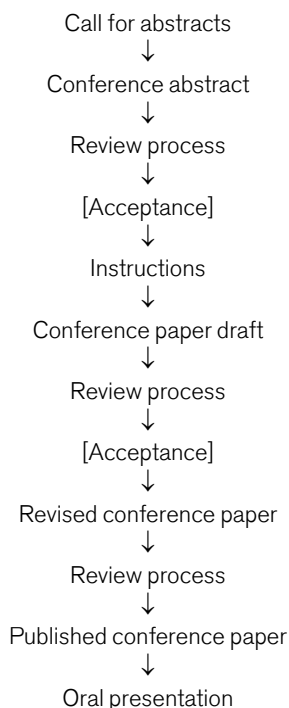 Call for abstracts
↓
Conference abstract
↓
Review process
↓
[Acceptance]
↓
Instructions
↓
Conference paper draft
↓
Review process
↓
[Acceptance]
↓
Revised conference paper
↓
Review process
↓
Published conference paper
↓
Oral presentation